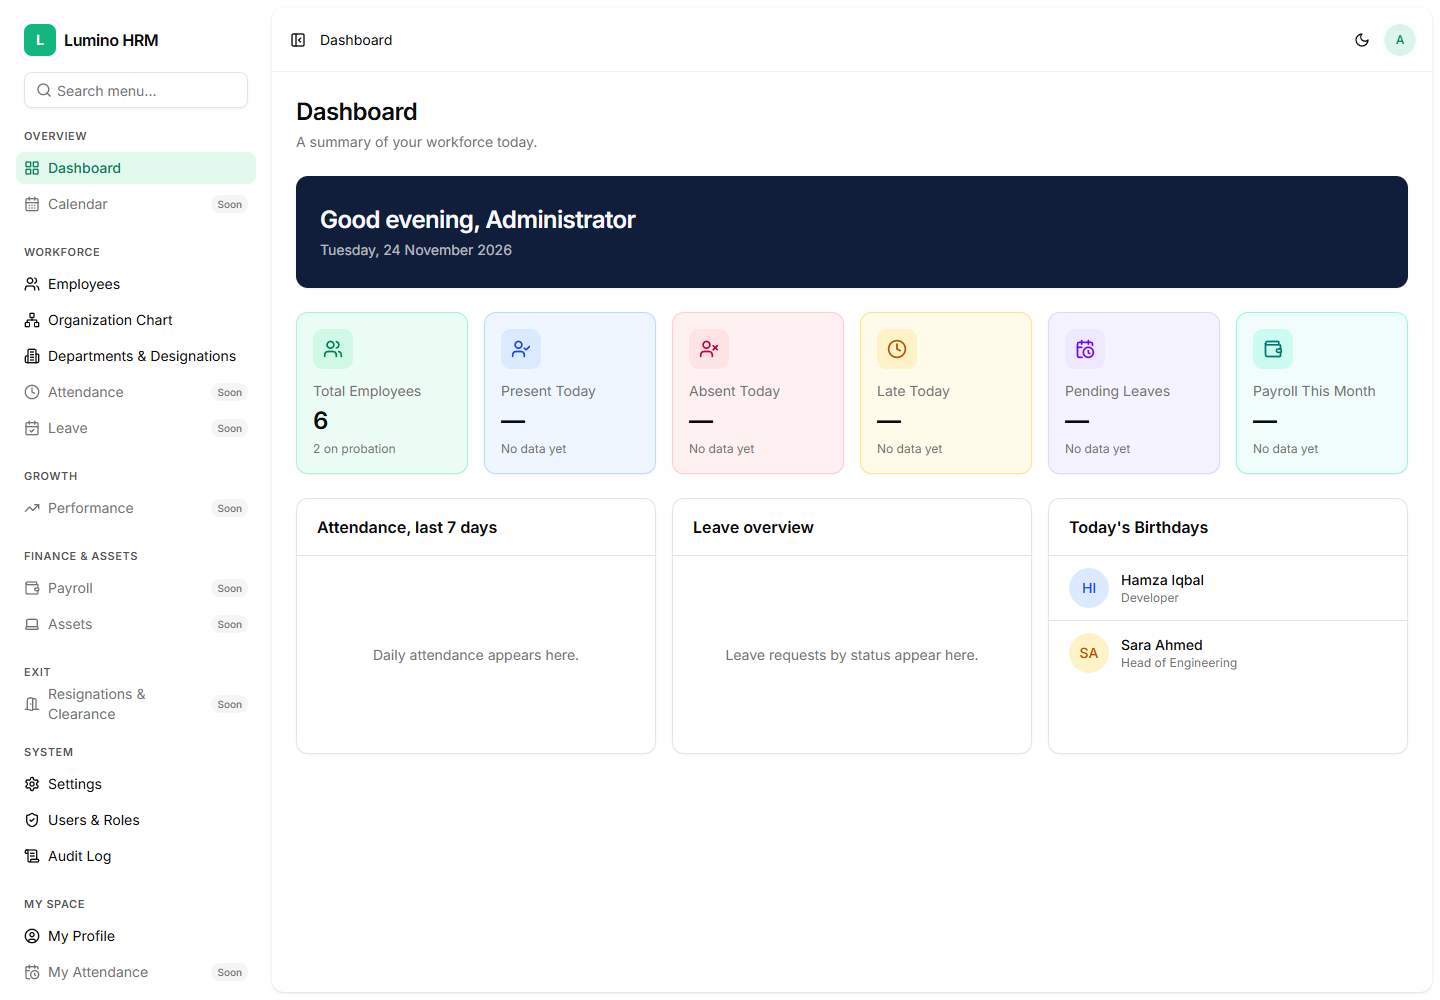 L
Lumino HRM
Search menu...
OVERVIEW
Dashboard
Calendar
Soon
WORKFORCE
Employees
Organization Chart
Departments & Designations
Attendance
Soon
Leave
Soon
GROWTH
Performance
Soon
FINANCE & ASSETS
Payroll
Soon
Assets
Soon
EXIT
Resignations &
Clearance
Soon
SYSTEM
Settings
Users & Roles
Audit Log
MY SPACE
My Profile
My Attendance
Soon
Dashboard
A
Dashboard
A summary of your workforce today.
Good evening, Administrator
Tuesday, 24 November 2026
Total Employees
6
2 on probation
Present Today
—
No data yet
Absent Today
—
No data yet
Late Today
—
No data yet
Pending Leaves
—
No data yet
Payroll This Month
—
No data yet
Attendance, last 7 days
Daily attendance appears here.
Leave overview
Leave requests by status appear here.
Today's Birthdays
HI
Hamza Iqbal
Developer
SA
Sara Ahmed
Head of Engineering